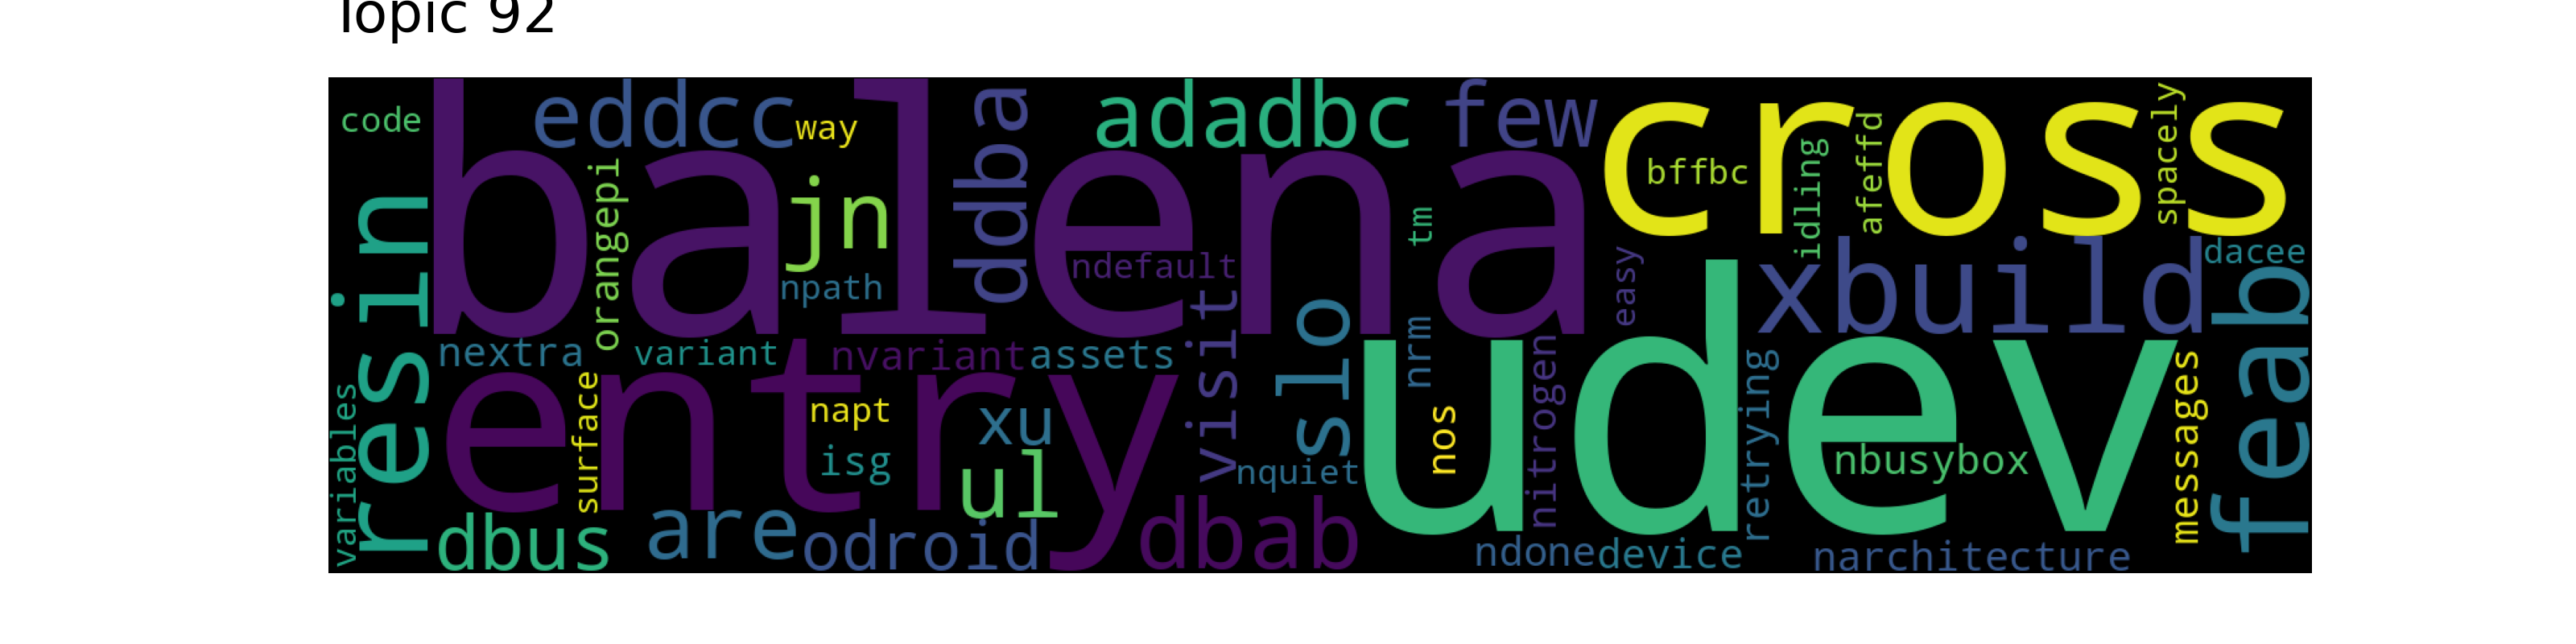 Topic 92
code
balena
eddcc
way
ddba
adadbc
few
cross
bffbc
idling
afeffd
spacely
resin
orangepi
jn
npath
ndefault
tm
easy
xbuild
dacee
feab
nextra
variant
nvariant
assets
visit
slo
nrm
udev
nitrogen
retrying
messages
variables
entry
surface
napt
isg
xu
ul
nquiet
nos
nbusybox
dbus
are
odroid
dbab
ndone
device
narchitecture